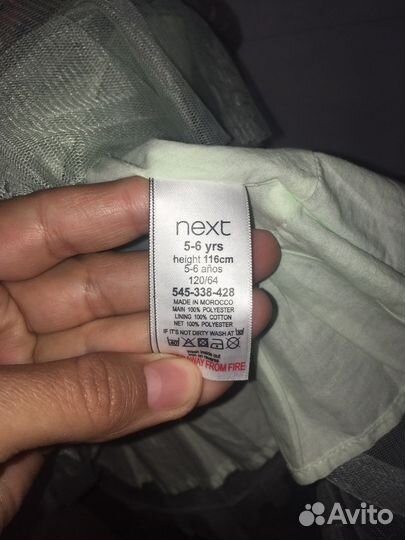 next
5-6 yrs
height 116cm
5-6 años
120/64
545-338-428
MADE IN MOROCCO
MAIN 100% POLYESTER
LINING 100% COTTON
NET 100% POLYESTER
IF IT'S NOT DIRTY WASH AT
AWAY FROM FIRE
Avito